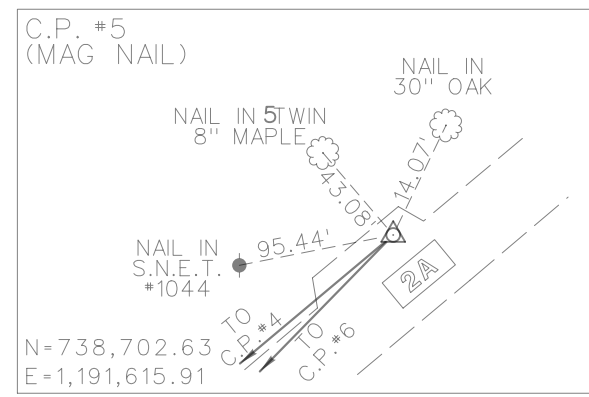 C.P. #5
(MAG NAIL)
NAIL IN
30" OAK
NAIL IN 5TWIN
8" MAPLE
43.08'
14.07'
NAIL IN
S.N.E.T.
#1044
95.44'
2A
TO
C.P. #4
TO
C.P. #6
N=738,702.63
E=1,191,615.91